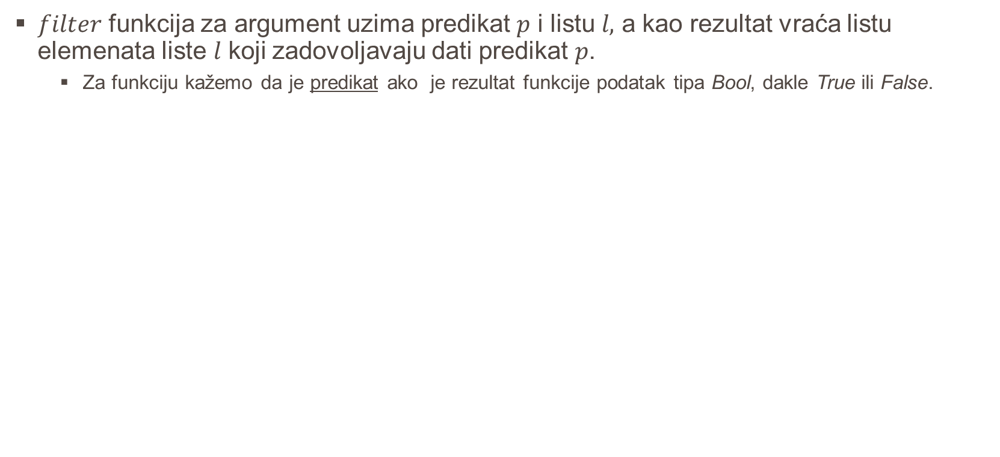 ▪ filter funkcija za argument uzima predikat p i listu l, a kao rezultat vraća listu
elemenata liste l koji zadovoljavaju dati predikat p.
▪ Za funkciju kažemo da je predikat ako je rezultat funkcije podatak tipa Bool, dakle True ili False.